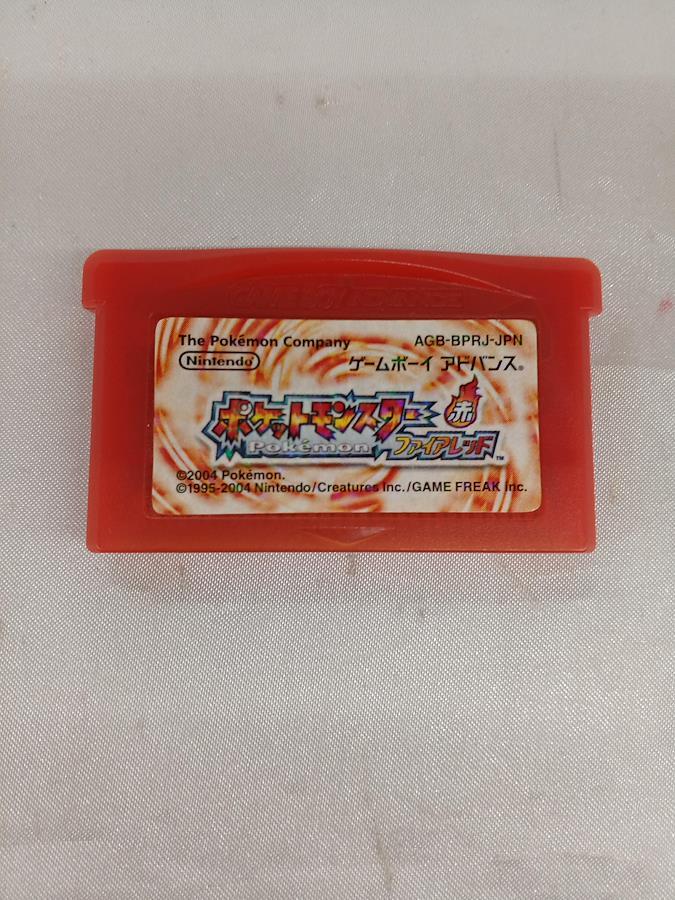 GAME BOY ADVANCE
The Pokémon Company AGB-BPRJ-JPN
Nintendo ゲームボーイ アドバンス®
ポケットモンスター 赤
Pokémon ファイアレッド™
©2004 Pokémon.
©1995-2004 Nintendo/Creatures Inc./GAME FREAK inc.